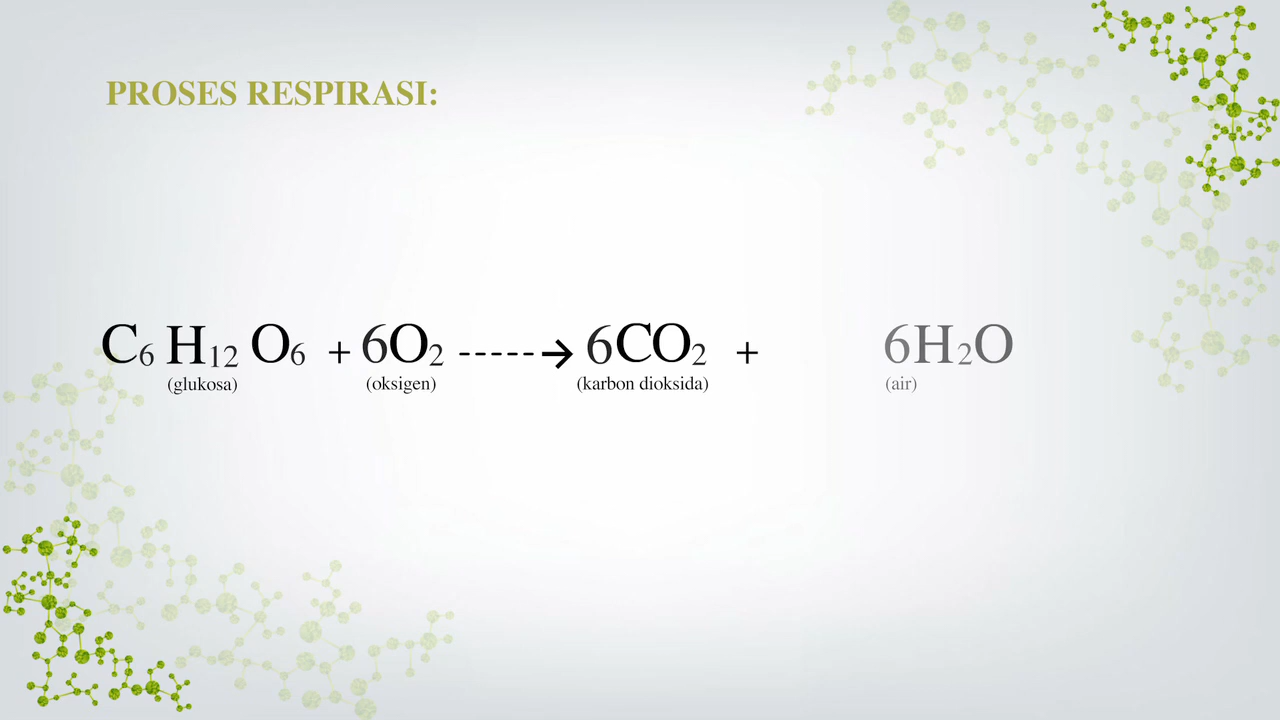 PROSES RESPIRASI:
C6 H12 O6 + 6O2 -----→ 6CO2 + 6H2O
(glukosa) (oksigen) (karbon dioksida) (air)